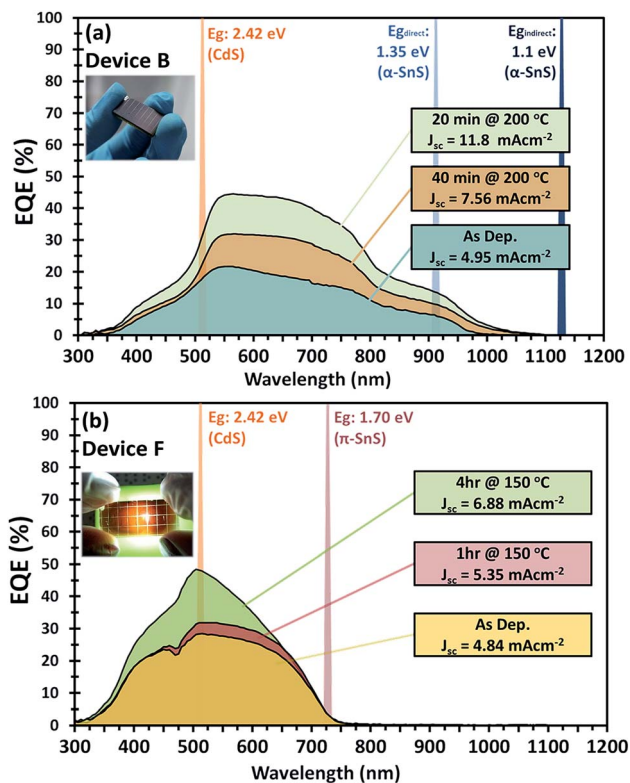 (a)
Device B
Eg: 2.42 eV
(CdS)
Eg direct:
1.35 eV
(α-SnS)
Eg indirect:
1.1 eV
(α-SnS)
20 min @ 200 °C
Jsc = 11.8 mAcm-2
40 min @ 200 °C
Jsc = 7.56 mAcm-2
As Dep.
Jsc = 4.95 mAcm-2
EQE (%)
100
90
80
70
60
50
40
30
20
10
0
300 400 500 600 700 800 900 1000 1100 1200
Wavelength (nm)
(b)
Device F
Eg: 2.42 eV
(CdS)
Eg: 1.70 eV
(π-SnS)
4hr @ 150 °C
Jsc = 6.88 mAcm-2
1hr @ 150 °C
Jsc = 5.35 mAcm-2
As Dep.
Jsc = 4.84 mAcm-2
EQE (%)
100
90
80
70
60
50
40
30
20
10
0
300 400 500 600 700 800 900 1000 1100 1200
Wavelength (nm)